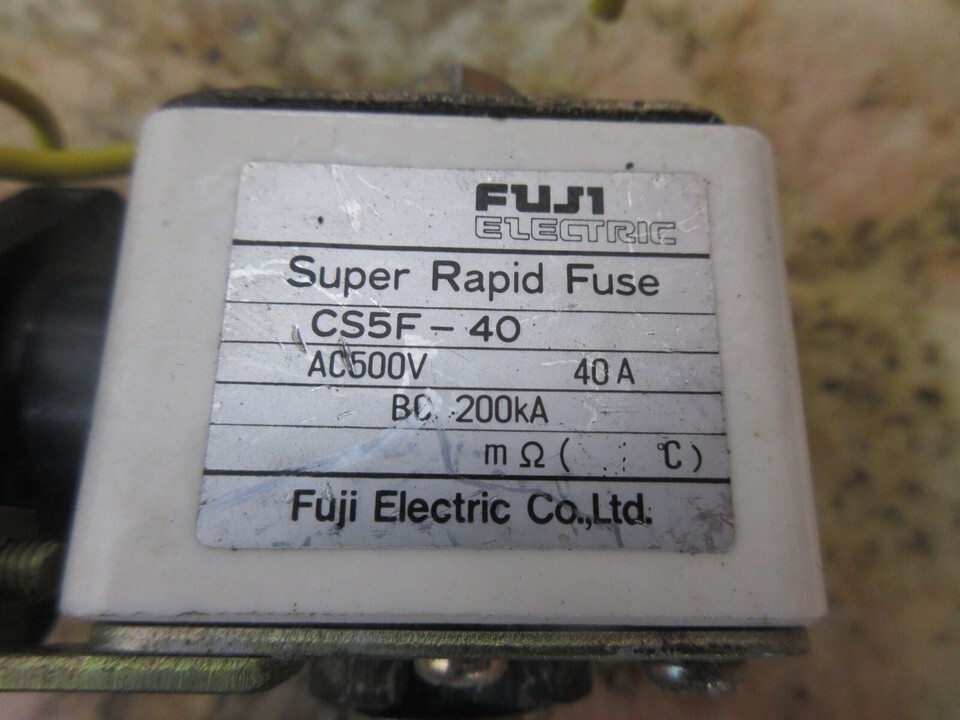 FUJI
ELECTRIC
Super Rapid Fuse
CS5F-40
AC500V 40A
BC 200kA
mΩ( ℃)
Fuji Electric Co.,Ltd.